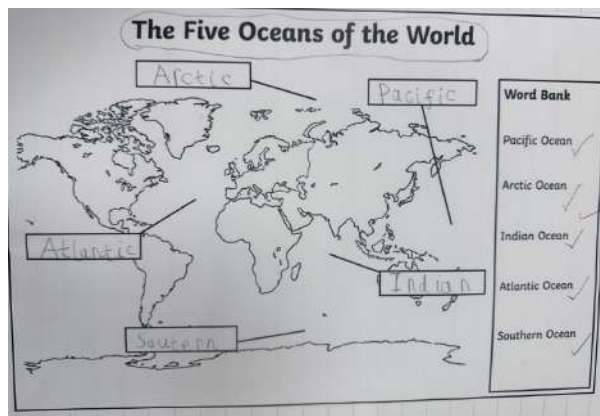 The Five Oceans of the World
Arctic
Pacific
Atlantic
Indian
Soutern
Word Bank
Pacific Ocean
Arctic Ocean
Indian Ocean
Atlantic Ocean
Southern Ocean